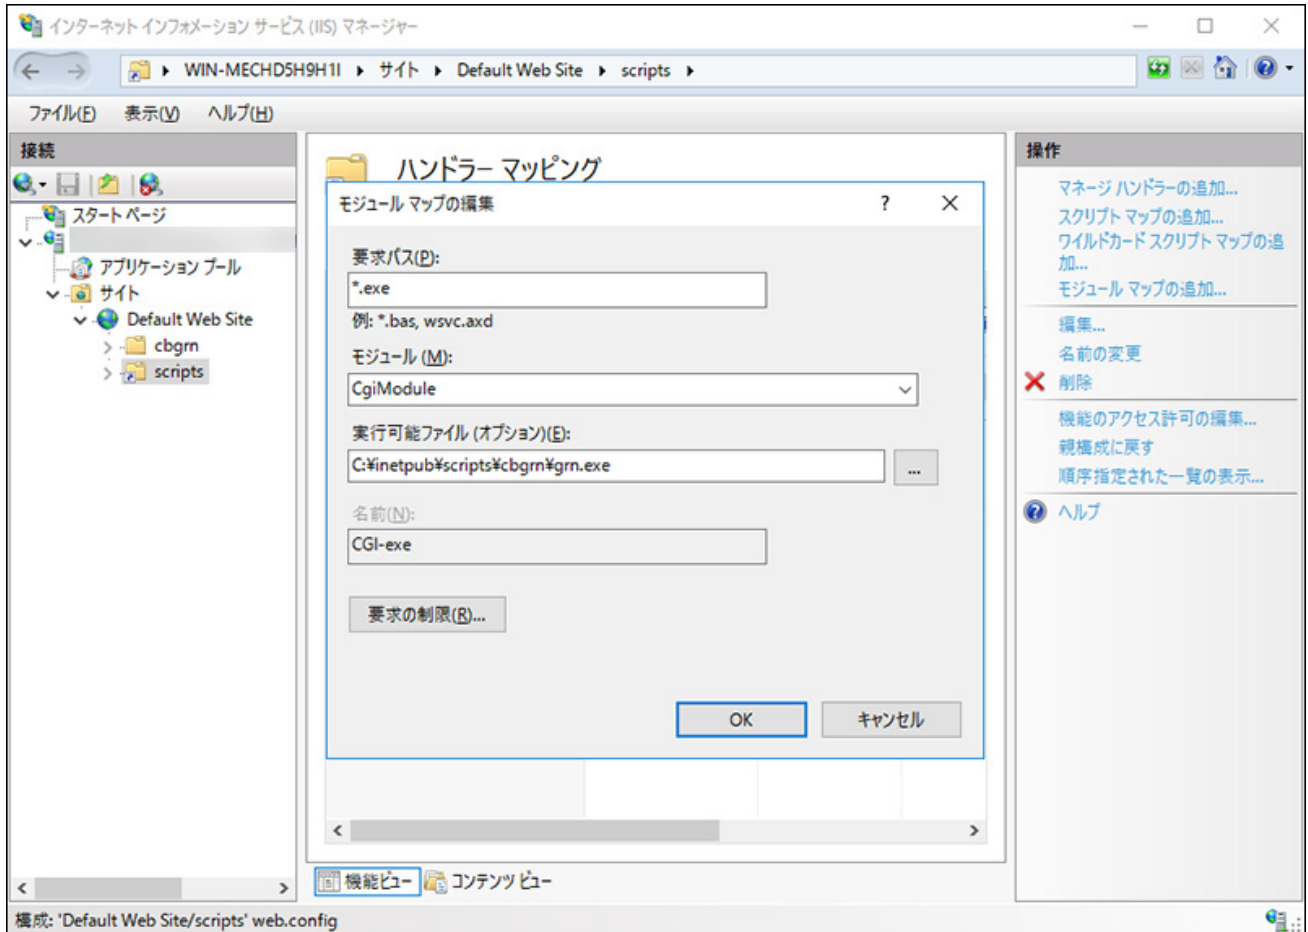 インターネット インフォメーション サービス (IIS) マネージャー
WIN-MECHD5H9H1I ▸ サイト ▸ Default Web Site ▸ scripts ▸
ファイル(F) 表示(V) ヘルプ(H)
接続
スタート ページ
アプリケーション プール
サイト
Default Web Site
cbgrn
scripts
ハンドラー マッピング
モジュール マップの編集
要求パス(P):
*.exe
例: *.bas, wsvc.axd
モジュール (M):
CgiModule
実行可能ファイル (オプション)(E):
C:¥inetpub¥scripts¥cbgrn¥grn.exe
...
名前(N):
CGI-exe
要求の制限(R)...
OK
キャンセル
機能ビュー
コンテンツ ビュー
操作
マネージ ハンドラーの追加...
スクリプト マップの追加...
ワイルドカード スクリプト マップの追
加...
モジュール マップの追加...
編集...
名前の変更
削除
機能のアクセス許可の編集...
親構成に戻す
順序指定された一覧の表示...
ヘルプ
構成: 'Default Web Site/scripts' web.config